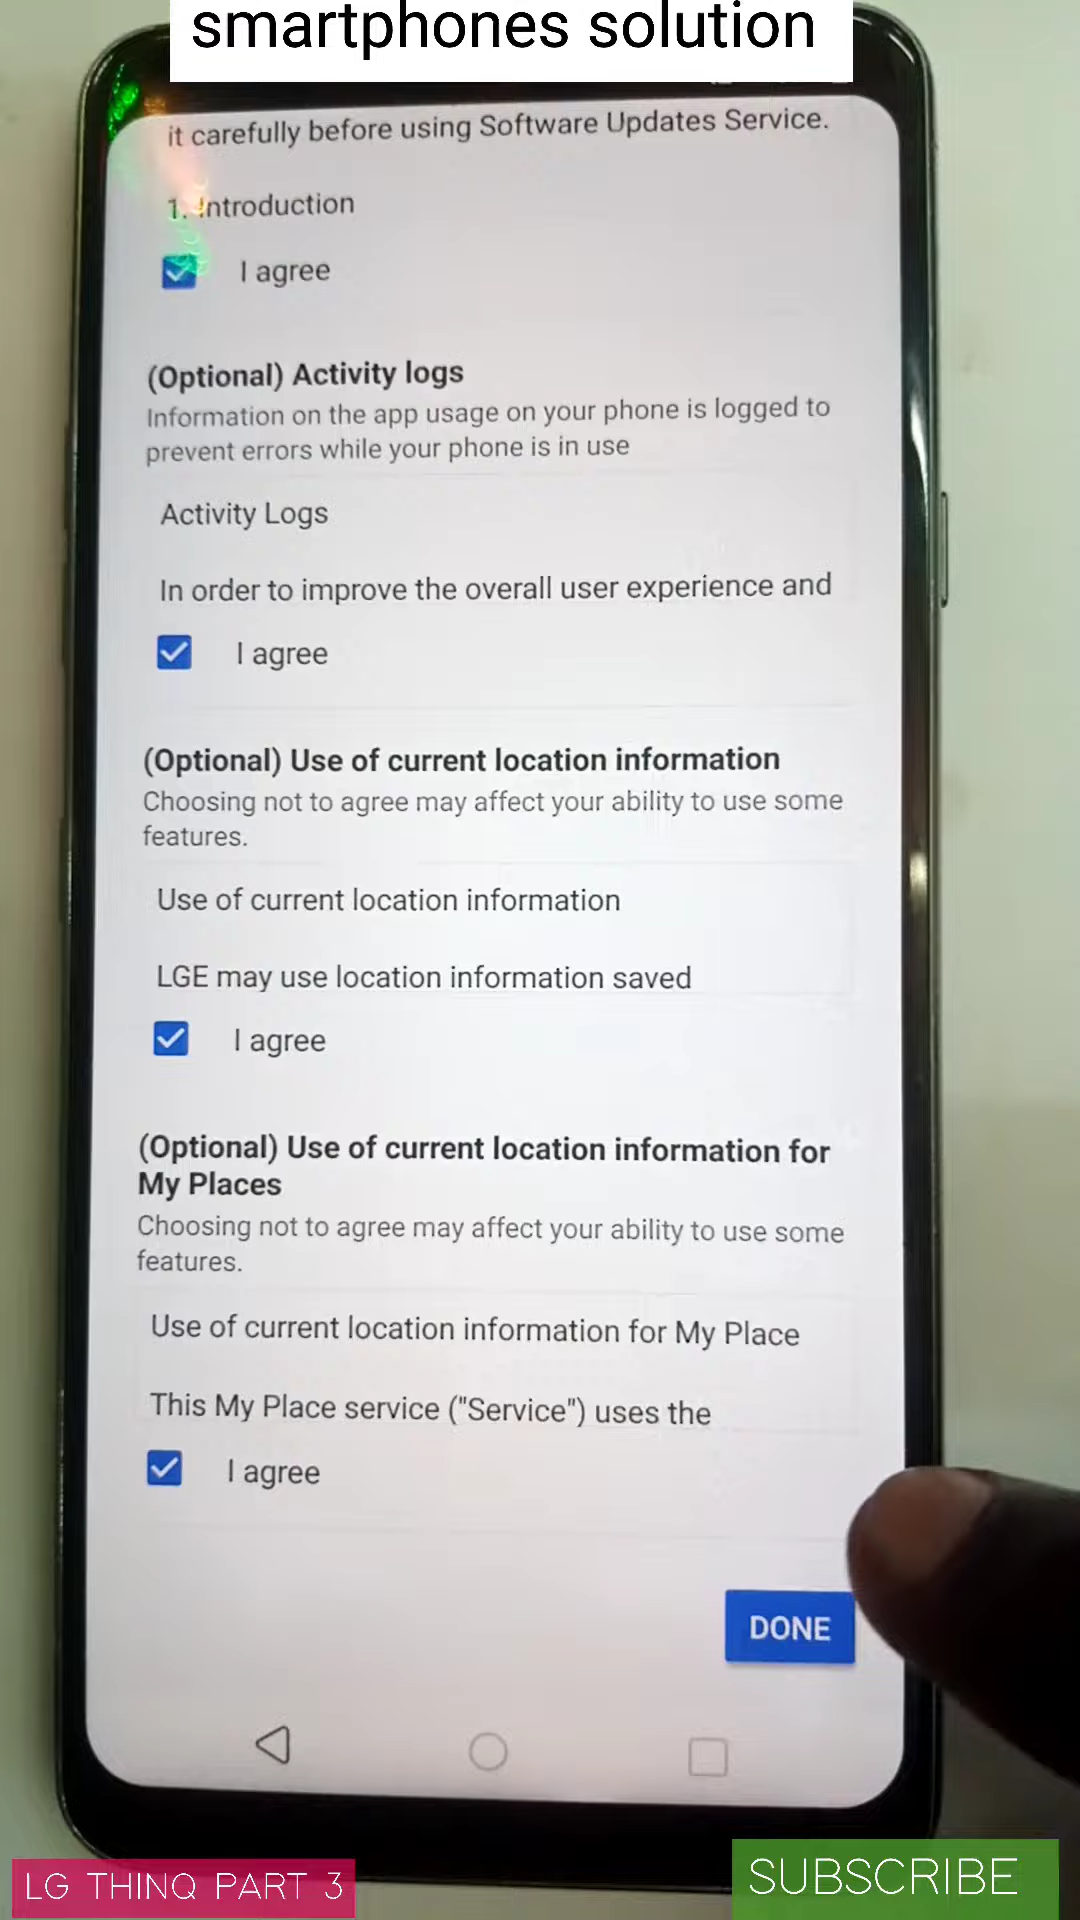 smartphones solution
it carefully before using Software Updates Service.
1. Introduction
I agree
(Optional) Activity logs
Information on the app usage on your phone is logged to
prevent errors while your phone is in use
Activity Logs
In order to improve the overall user experience and
I agree
(Optional) Use of current location information
Choosing not to agree may affect your ability to use some
features.
Use of current location information
LGE may use location information saved
I agree
(Optional) Use of current location information for
My Places
Choosing not to agree may affect your ability to use some
features.
Use of current location information for My Place
This My Place service ("Service") uses the
I agree
DONE
LG THINQ PART 3
SUBSCRIBE